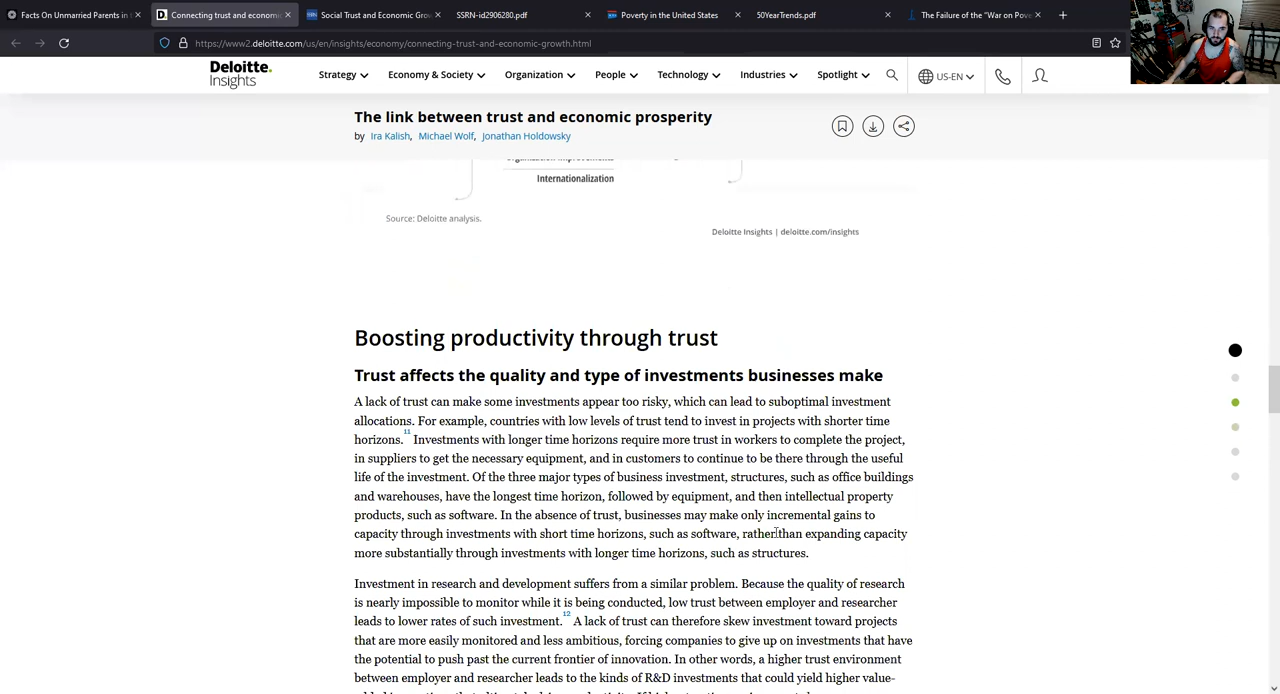 Facts On Unmarried Parents in
Connecting trust and economi
Social Trust and Economic Gro
SSRN-id2906280.pdf
Poverty in the United States
50YearTrends.pdf
The Failure of the "War on Pove
https://www2.deloitte.com/us/en/insights/economy/connecting-trust-and-economic-growth.html
Deloitte.
Insights
Strategy
Economy & Society
Organization
People
Technology
Industries
Spotlight
US-EN
The link between trust and economic prosperity
by Ira Kalish, Michael Wolf, Jonathan Holdowsky
Internationalization
Source: Deloitte analysis.
Deloitte Insights | deloitte.com/insights
Boosting productivity through trust
Trust affects the quality and type of investments businesses make
A lack of trust can make some investments appear too risky, which can lead to suboptimal investment
allocations. For example, countries with low levels of trust tend to invest in projects with shorter time
horizons.11 Investments with longer time horizons require more trust in workers to complete the project,
in suppliers to get the necessary equipment, and in customers to continue to be there through the useful
life of the investment. Of the three major types of business investment, structures, such as office buildings
and warehouses, have the longest time horizon, followed by equipment, and then intellectual property
products, such as software. In the absence of trust, businesses may make only incremental gains to
capacity through investments with short time horizons, such as software, rather than expanding capacity
more substantially through investments with longer time horizons, such as structures.
Investment in research and development suffers from a similar problem. Because the quality of research
is nearly impossible to monitor while it is being conducted, low trust between employer and researcher
leads to lower rates of such investment.12 A lack of trust can therefore skew investment toward projects
that are more easily monitored and less ambitious, forcing companies to give up on investments that have
the potential to push past the current frontier of innovation. In other words, a higher trust environment
between employer and researcher leads to the kinds of R&D investments that could yield higher value-